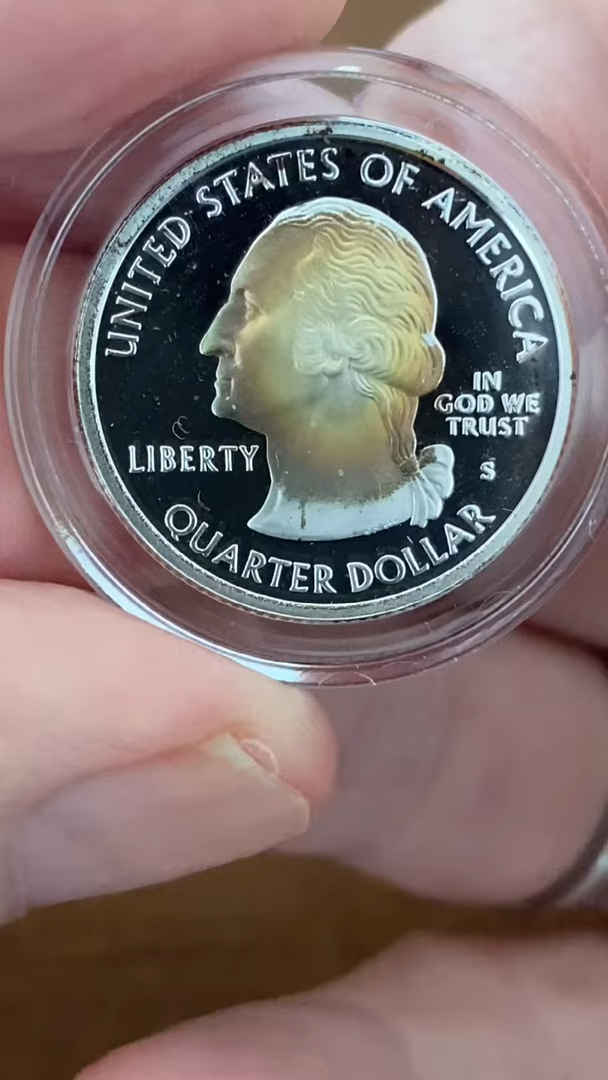 UNITED STATES OF AMERICA
LIBERTY
IN
GOD WE
TRUST
S
QUARTER DOLLAR